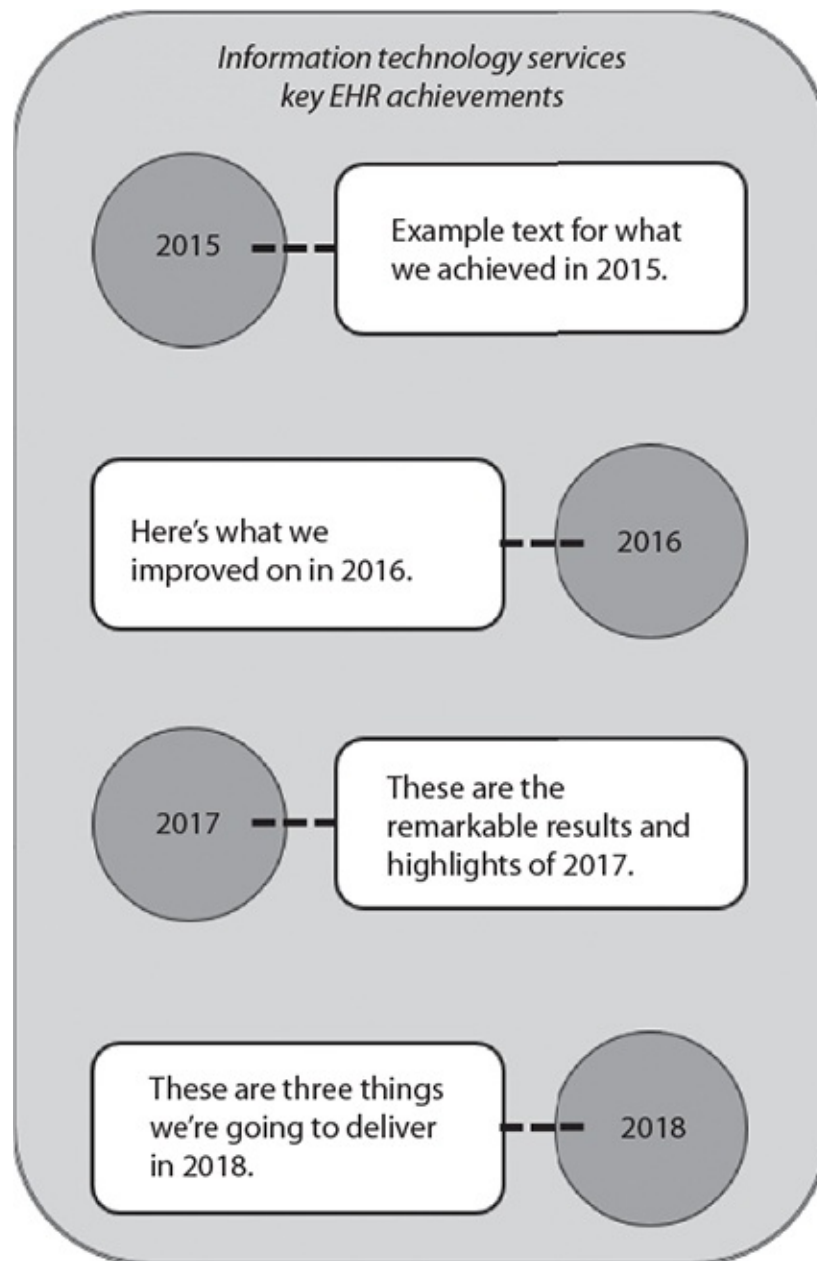 Information technology services
key EHR achievements
2015
Example text for what
we achieved in 2015.
Here’s what we
improved on in 2016.
2016
2017
These are the
remarkable results and
highlights of 2017.
These are three things
we’re going to deliver
in 2018.
2018